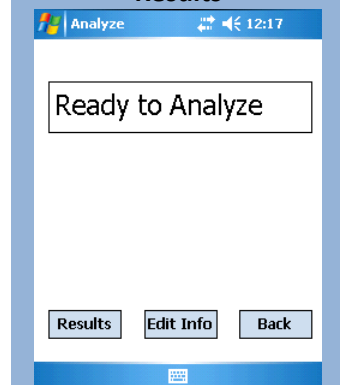 Results
Analyze 12:17
Ready to Analyze
Results Edit Info Back